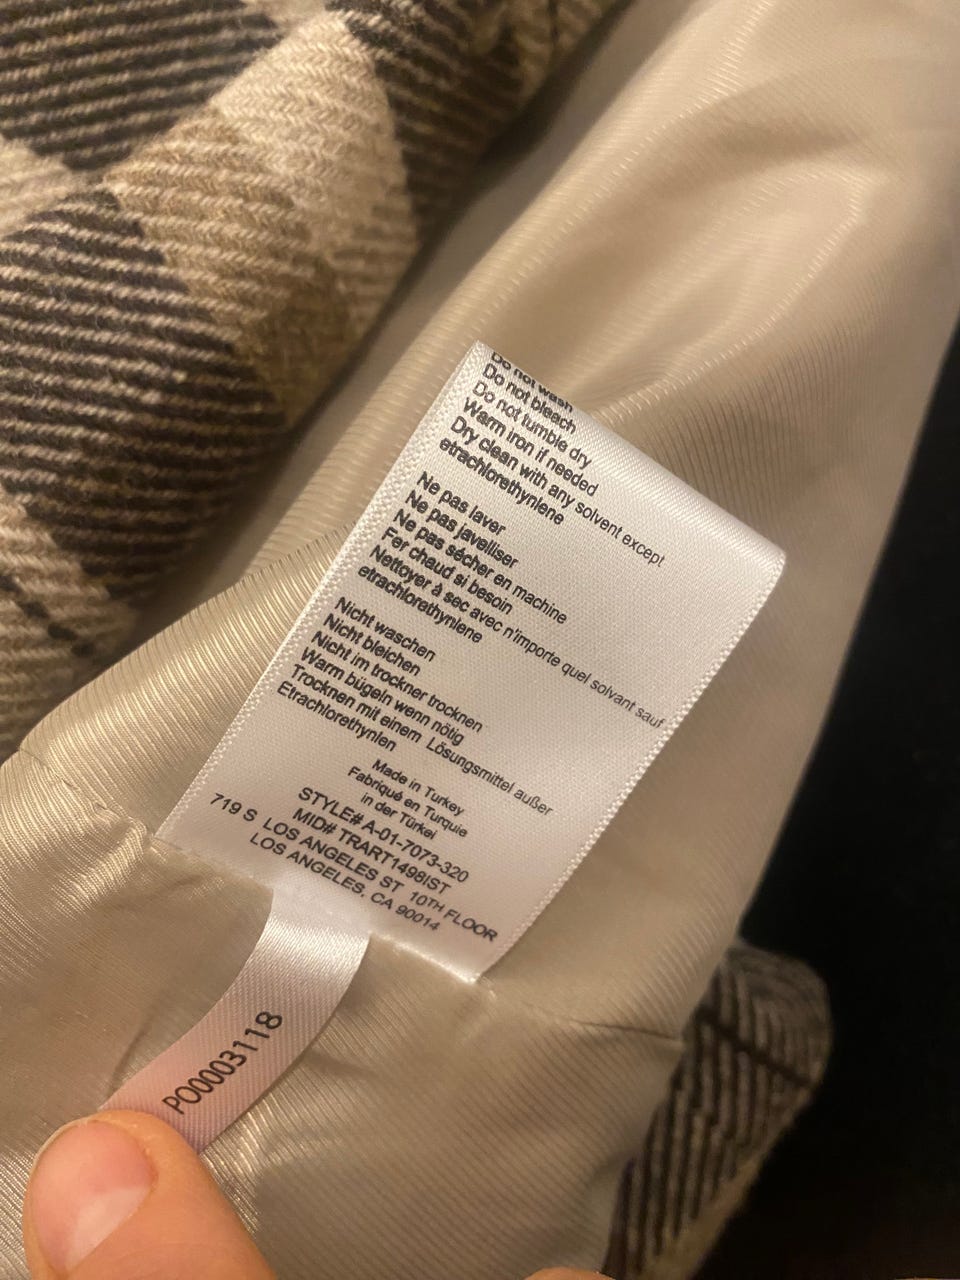 Do not wash
Do not bleach
Do not tumble dry
Warm iron if needed
Dry clean with any solvent except
etrachlorethynlene
Ne pas laver
Ne pas javelliser
Ne pas sécher en machine
Fer chaud si besoin
Nettoyer à sec avec n'importe quel solvant sauf
etrachlorathynlene
Nicht waschen
Nicht bleichen
Nicht im trockner trocknen
Warm bügeln wenn nötig
Trocknen mit einem Lösungsmittel außer
Etrachlorethynlen
Made in Turkey
Fabriqué en Turquie
in der Türkei
STYLE# A-01-7073-320
MID# TRART1498IST
719 S LOS ANGELES ST 10TH FLOOR
LOS ANGELES, CA 90014
PO0003118